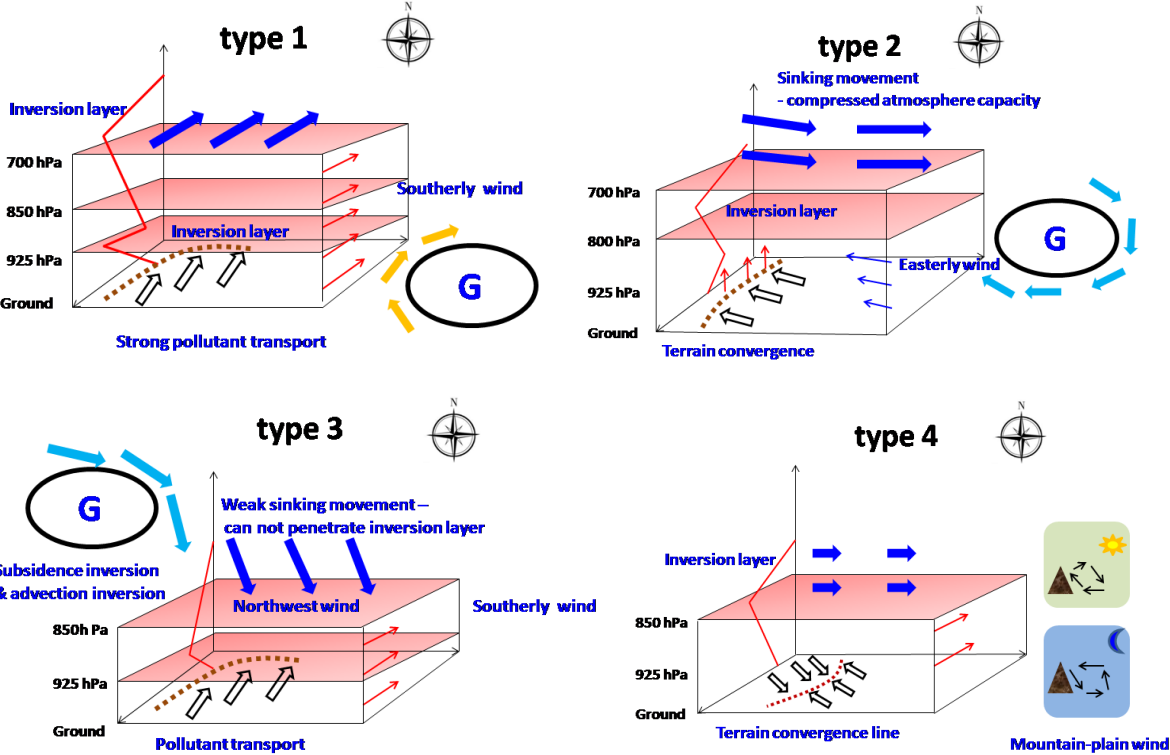 type 1
N
Inversion layer
700 hPa
850 hPa
Southerly wind
Inversion layer
925 hPa
G
Ground
Strong pollutant transport
type 2
N
Sinking movement
- compressed atmosphere capacity
700 hPa
Inversion layer
800 hPa
G
Easterly wind
925 hPa
Ground
Terrain convergence
type 3
N
G
Weak sinking movement –
can not penetrate inversion layer
Subsidence inversion
& advection inversion
Northwest wind
Southerly wind
850h Pa
925 hPa
Ground
Pollutant transport
type 4
N
Inversion layer
850 hPa
925 hPa
Ground
Terrain convergence line
Mountain-plain wind